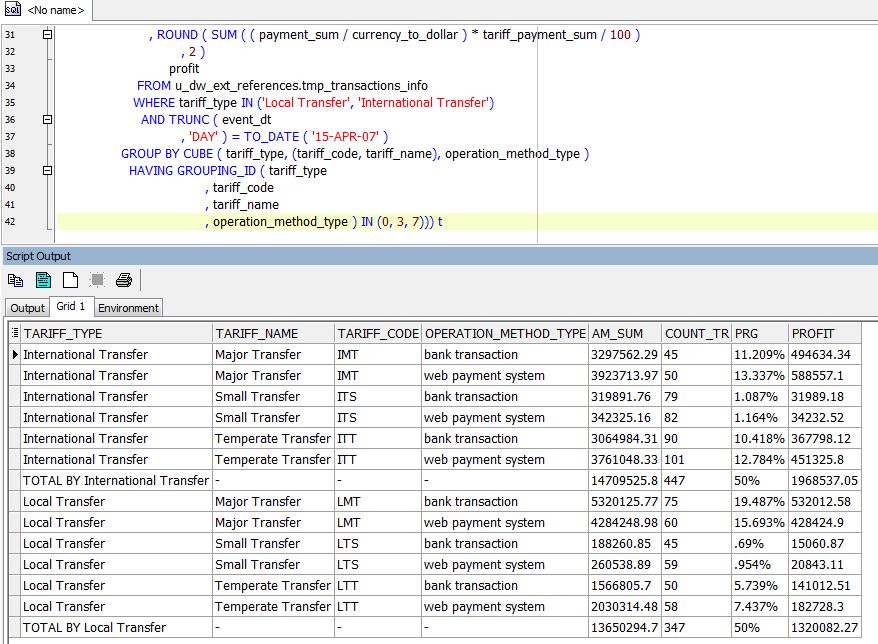 SQL <No name>
31 , ROUND ( SUM ( ( payment_sum / currency_to_dollar ) * tariff_payment_sum / 100 )
32 , 2 )
33 profit
34 FROM u_dw_ext_references.tmp_transactions_info
35 WHERE tariff_type IN ('Local Transfer', 'International Transfer')
36 AND TRUNC ( event_dt
37 , 'DAY' ) = TO_DATE ( '15-APR-07' )
38 GROUP BY CUBE ( tariff_type, (tariff_code, tariff_name), operation_method_type )
39 HAVING GROUPING_ID ( tariff_type
40 , tariff_code
41 , tariff_name
42 , operation_method_type ) IN (0, 3, 7))) t
Script Output
Output Grid 1 Environment
TARIFF_TYPE TARIFF_NAME TARIFF_CODE OPERATION_METHOD_TYPE AM_SUM COUNT_TR PRG PROFIT
International Transfer Major Transfer IMT bank transaction 3297562.29 45 11.209% 494634.34
International Transfer Major Transfer IMT web payment system 3923713.97 50 13.337% 588557.1
International Transfer Small Transfer ITS bank transaction 319891.76 79 1.087% 31989.18
International Transfer Small Transfer ITS web payment system 342325.16 82 1.164% 34232.52
International Transfer Temperate Transfer ITT bank transaction 3064984.31 90 10.418% 367798.12
International Transfer Temperate Transfer ITT web payment system 3761048.33 101 12.784% 451325.8
TOTAL BY International Transfer - - - 14709525.8 447 50% 1968537.05
Local Transfer Major Transfer LMT bank transaction 5320125.77 75 19.487% 532012.58
Local Transfer Major Transfer LMT web payment system 4284248.98 60 15.693% 428424.9
Local Transfer Small Transfer LTS bank transaction 188260.85 45 .69% 15060.87
Local Transfer Small Transfer LTS web payment system 260538.89 59 .954% 20843.11
Local Transfer Temperate Transfer LTT bank transaction 1566805.7 50 5.739% 141012.51
Local Transfer Temperate Transfer LTT web payment system 2030314.48 58 7.437% 182728.3
TOTAL BY Local Transfer - - - 13650294.7 347 50% 1320082.27